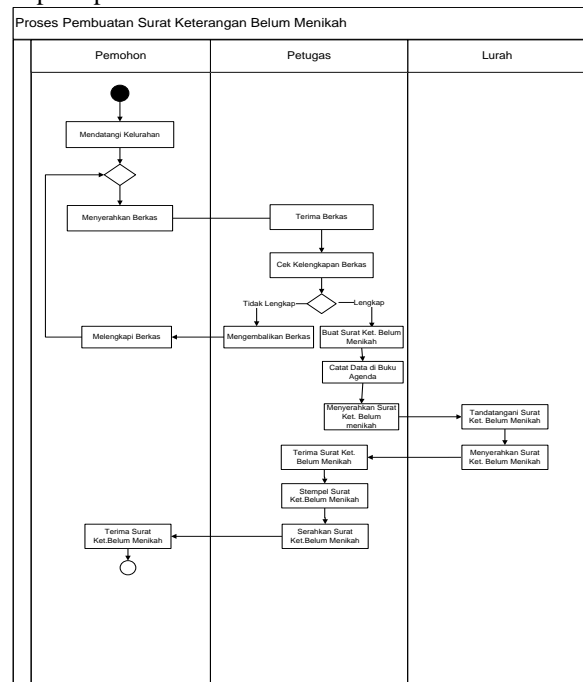 Proses Pembuatan Surat Keterangan Belum Menikah
Pemohon
Petugas
Lurah
Mendatangi Kelurahan
Menyerahkan Berkas
Terima Berkas
Cek Kelengkapan Berkas
Tidak Lengkap
Lengkap
Melengkapi Berkas
Mengembalikan Berkas
Buat Surat Ket. Belum
Menikah
Catat Data di Buku
Agenda
Menyerahkan Surat
Ket. Belum
menikah
Tandatangani Surat
Ket. Belum Menikah
Terima Surat Ket.
Belum Menikah
Menyerahkan Surat
Ket. Belum Menikah
Stempel Surat
Ket.Belum Menikah
Terima Surat
Ket.Belum Menikah
Serahkan Surat
Ket.Belum Menikah